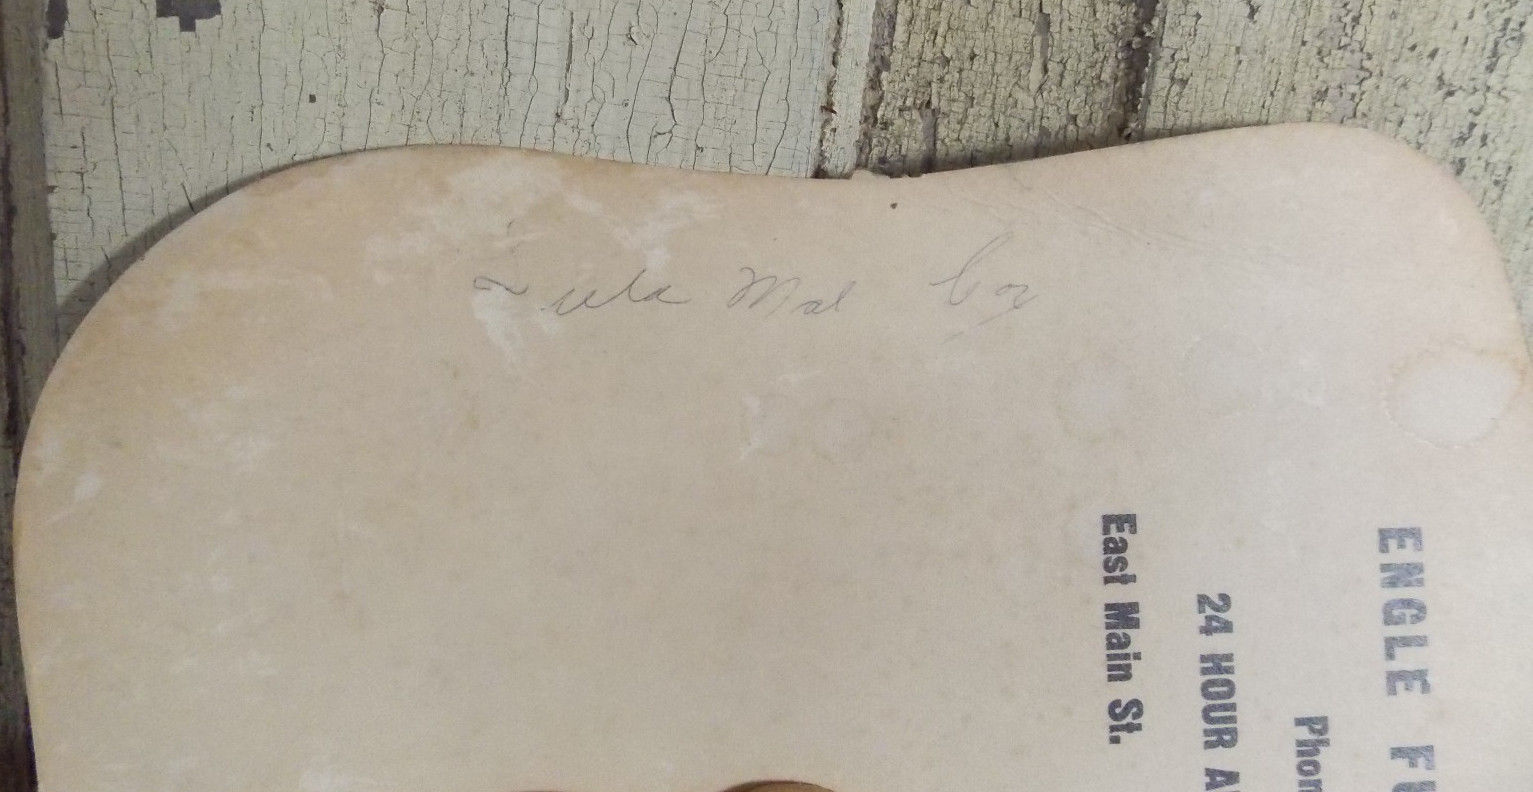 Lula Mae Cox
ENGLE FU
Phon
24 HOUR A
East Main St.